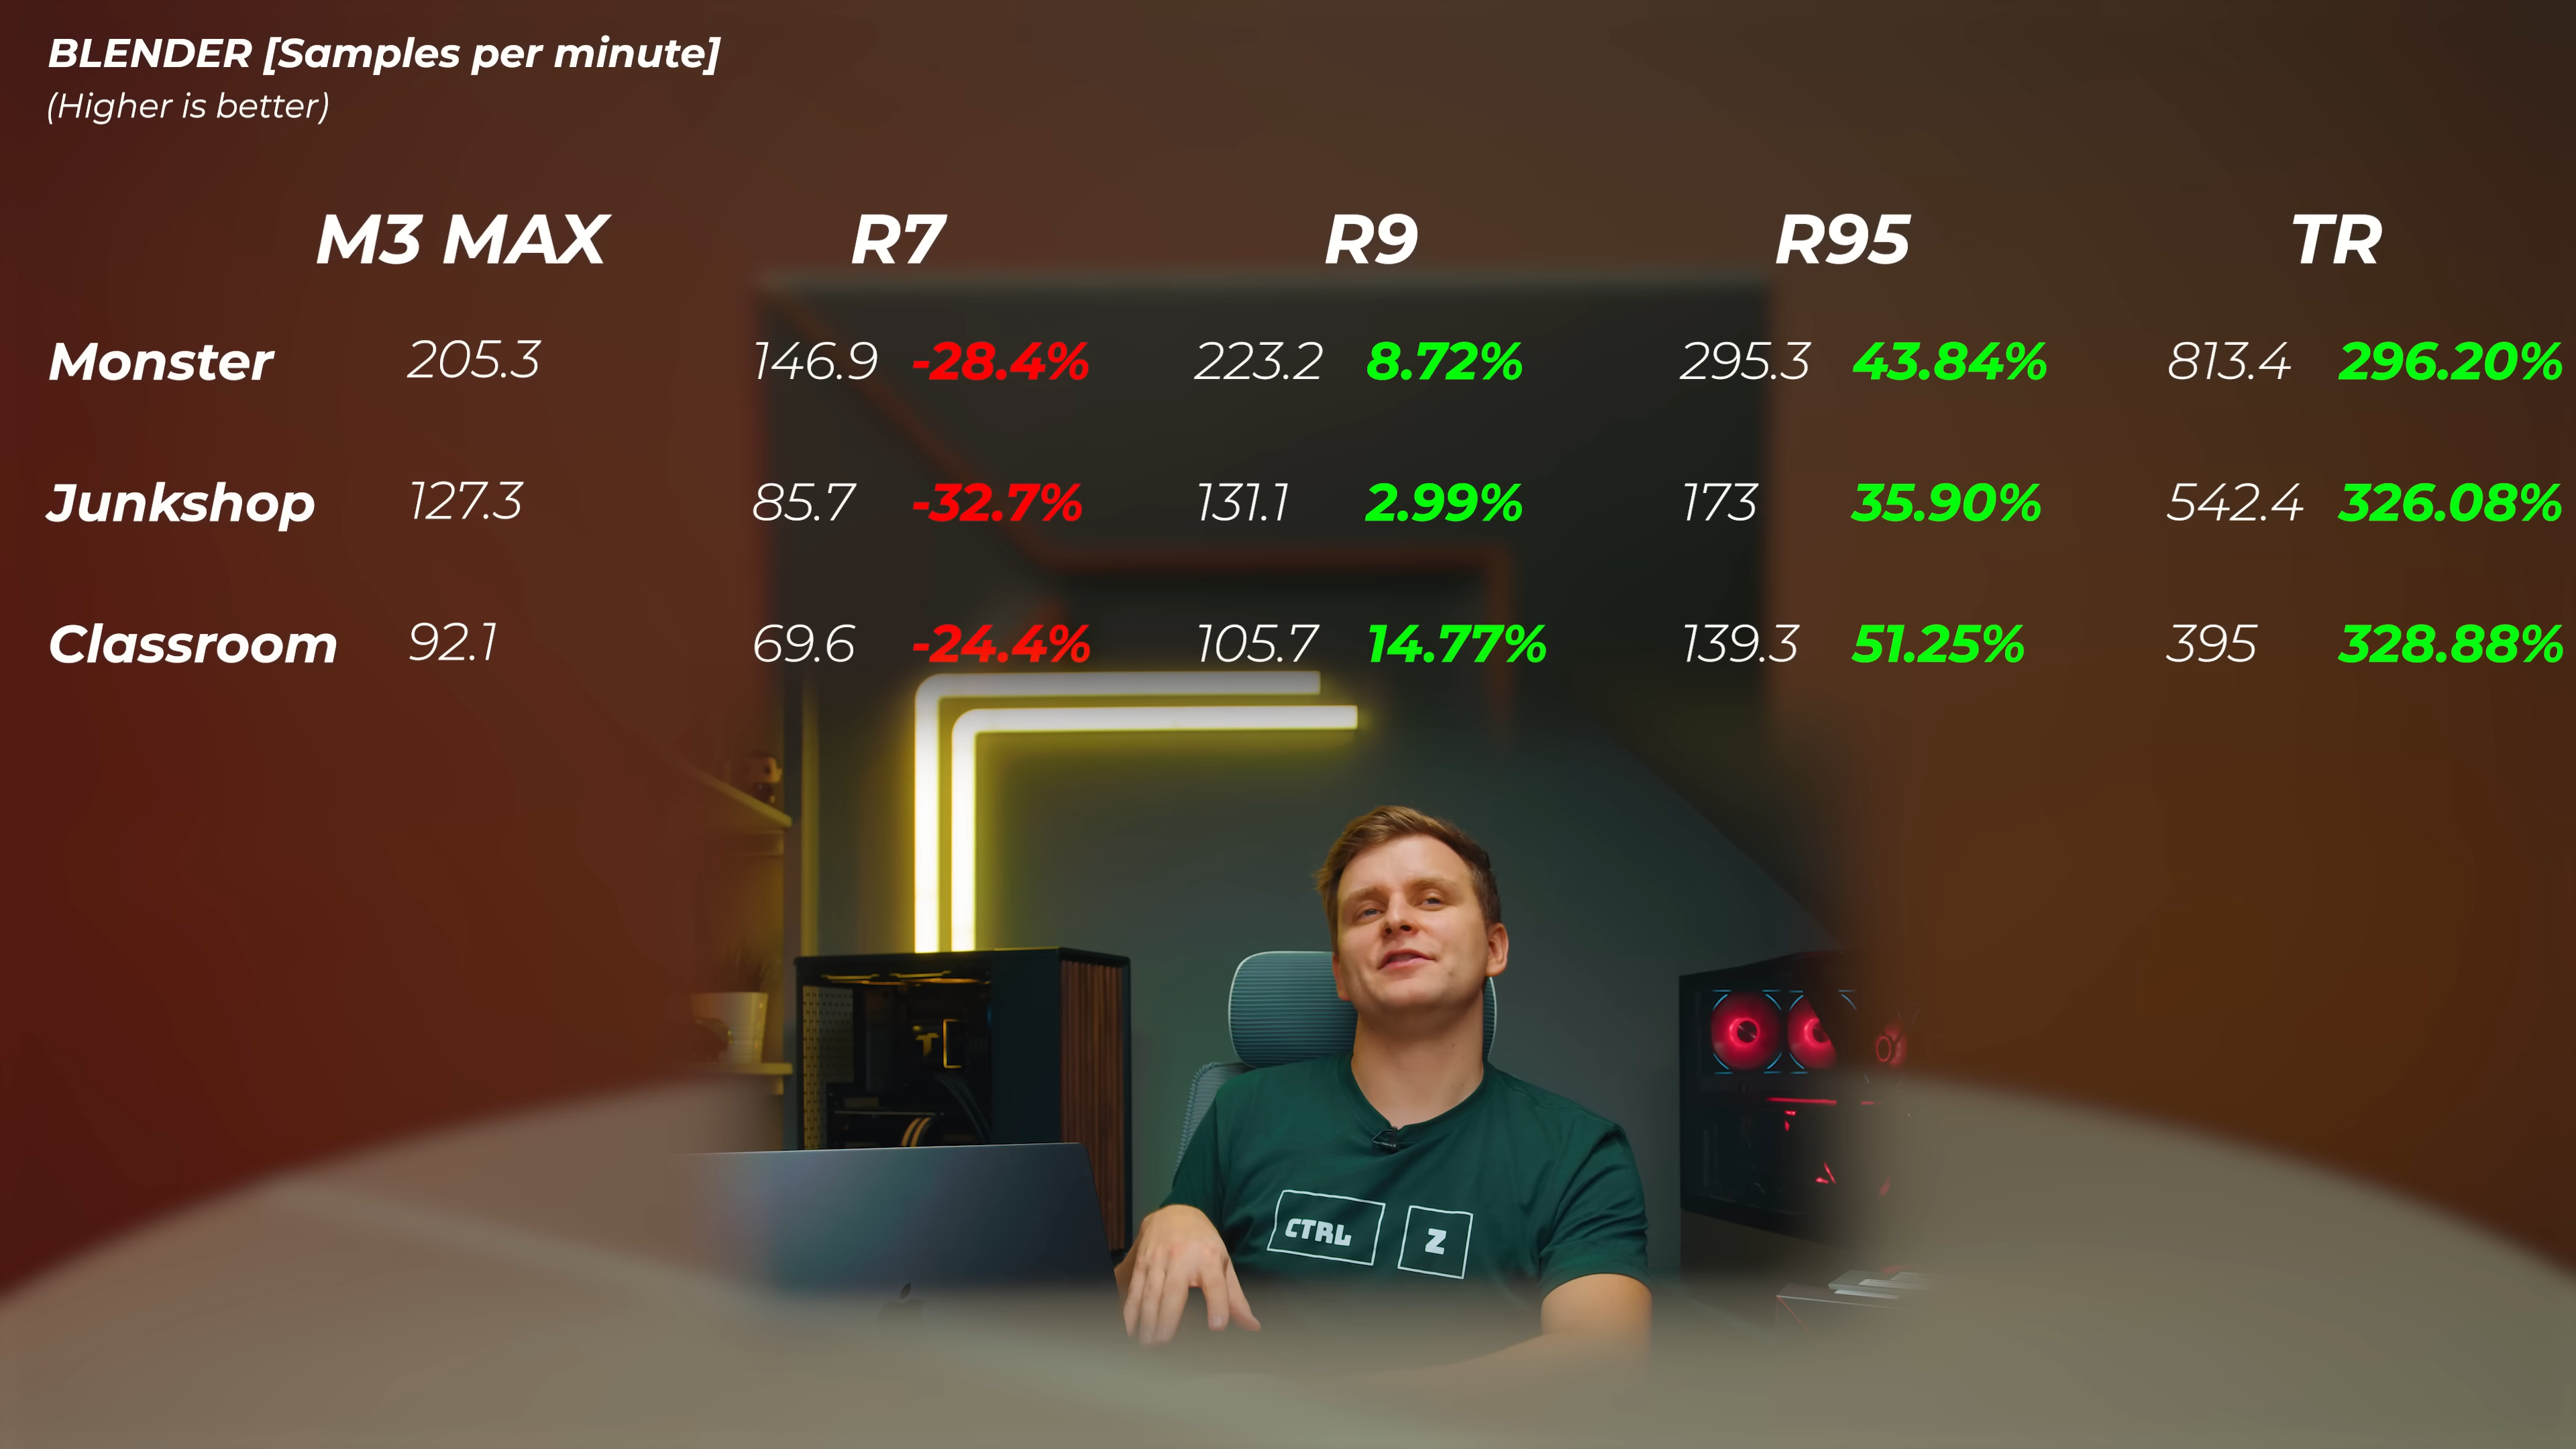 BLENDER [Samples per minute]
(Higher is better)
M3 MAX R7 R9 R95 TR
Monster 205.3 146.9 -28.4% 223.2 8.72% 295.3 43.84% 813.4 296.20%
Junkshop 127.3 85.7 -32.7% 131.1 2.99% 173 35.90% 542.4 326.08%
Classroom 92.1 69.6 -24.4% 105.7 14.77% 139.3 51.25% 395 328.88%
CTRL Z